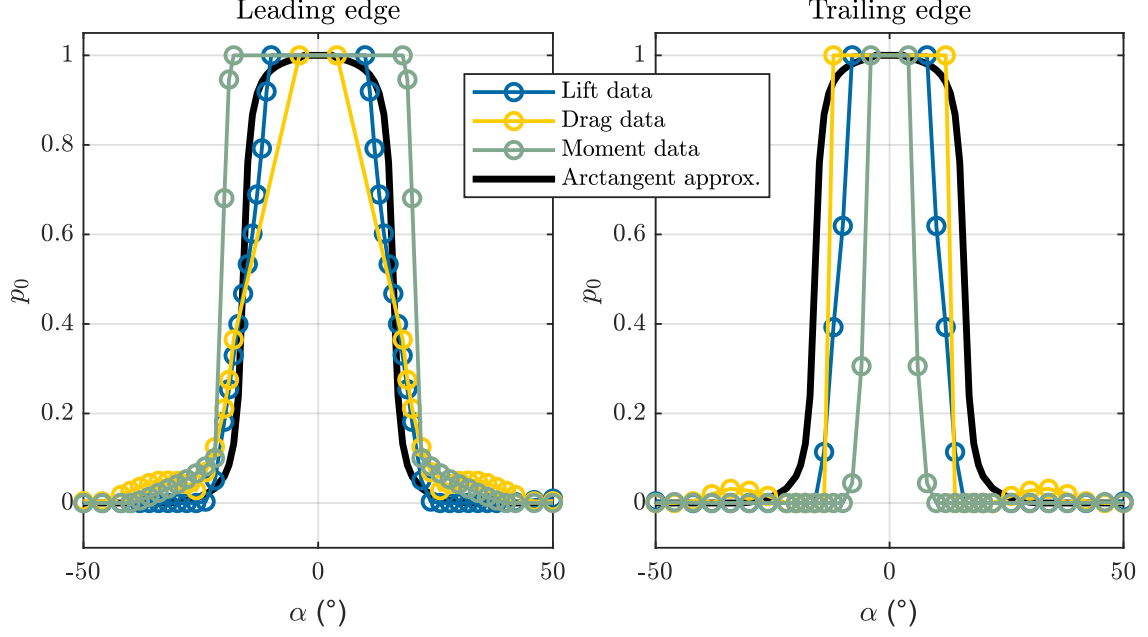 Leading edge
Trailing edge
1
0.8
0.6
0.4
0.2
0
p₀
-50
0
50
α (°)
1
0.8
0.6
0.4
0.2
0
p₀
-50
0
50
α (°)
Lift data
Drag data
Moment data
Arctangent approx.